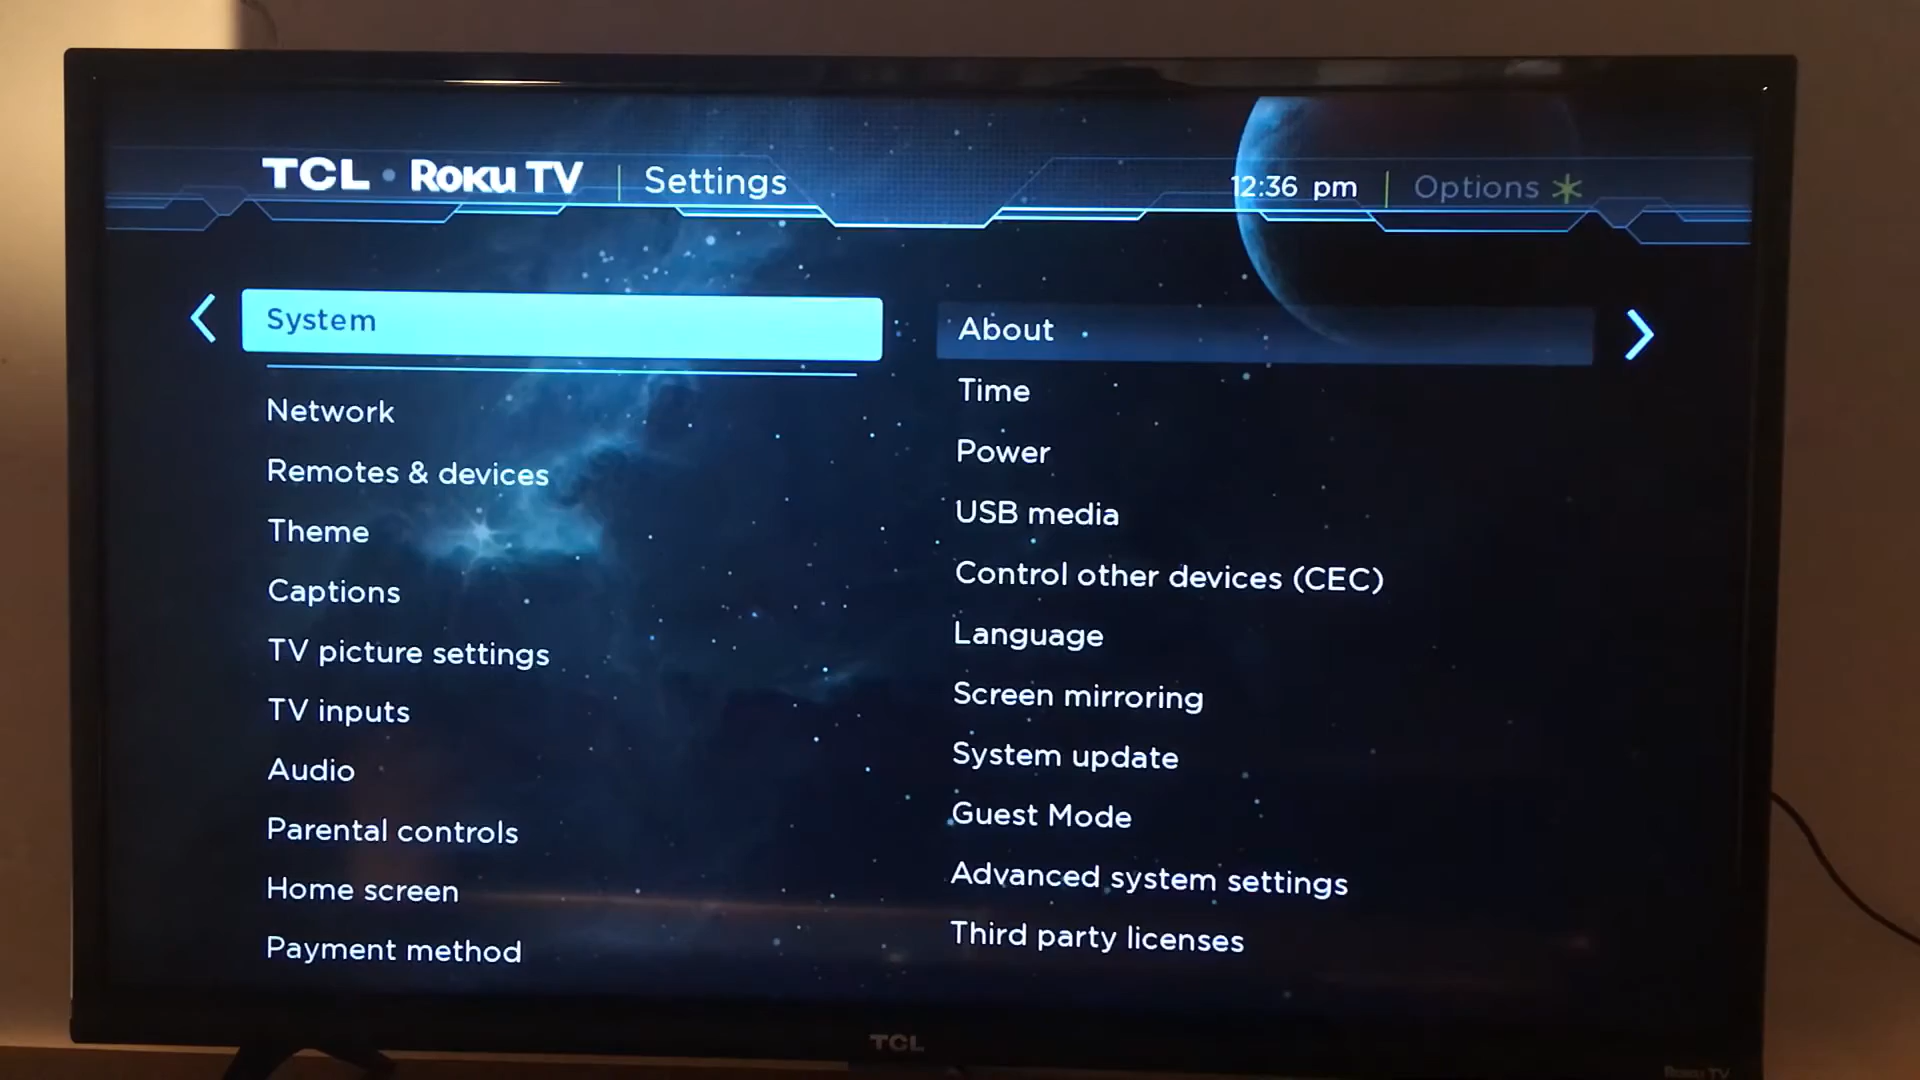 TCL • Roku TV | Settings
12:36 pm | Options
System
Network
Remotes & devices
Theme
Captions
TV picture settings
TV inputs
Audio
Parental controls
Home screen
Payment method
About
Time
Power
USB media
Control other devices (CEC)
Language
Screen mirroring
System update
Guest Mode
Advanced system settings
Third party licenses
TCL
Roku TV